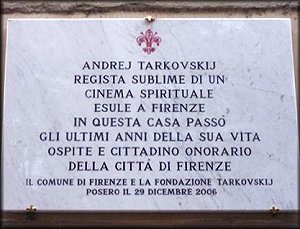 ANDREJ TARKOVSKIJ
REGISTA SUBLIME DI UN
CINEMA SPIRITUALE
ESULE A FIRENZE
IN QUESTA CASA PASSÒ
GLI ULTIMI ANNI DELLA SUA VITA
OSPITE E CITTADINO ONORARIO
DELLA CITTÁ DI FIRENZE
IL COMUNE DI FIRENZE E LA FONDAZIONE TARKOVSKIJ
POSERO IL 29 DICEMBRE 2006